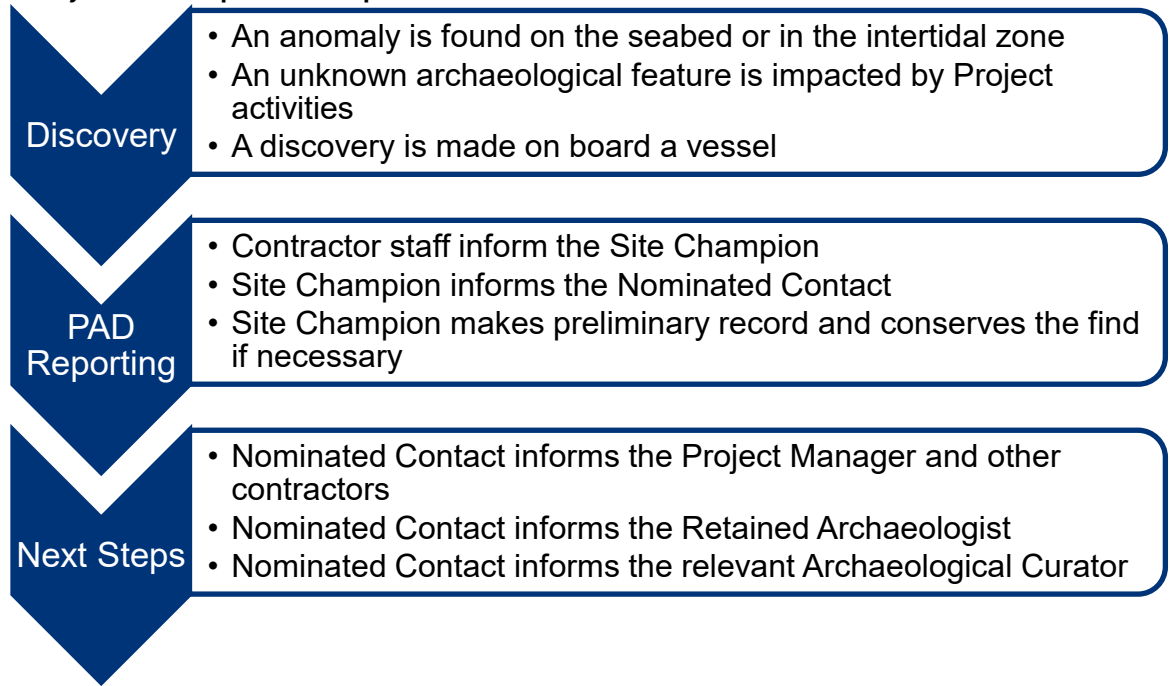 Discovery
• An anomaly is found on the seabed or in the intertidal zone
• An unknown archaeological feature is impacted by Project
activities
• A discovery is made on board a vessel
PAD
Reporting
• Contractor staff inform the Site Champion
• Site Champion informs the Nominated Contact
• Site Champion makes preliminary record and conserves the find
if necessary
Next Steps
• Nominated Contact informs the Project Manager and other
contractors
• Nominated Contact informs the Retained Archaeologist
• Nominated Contact informs the relevant Archaeological Curator